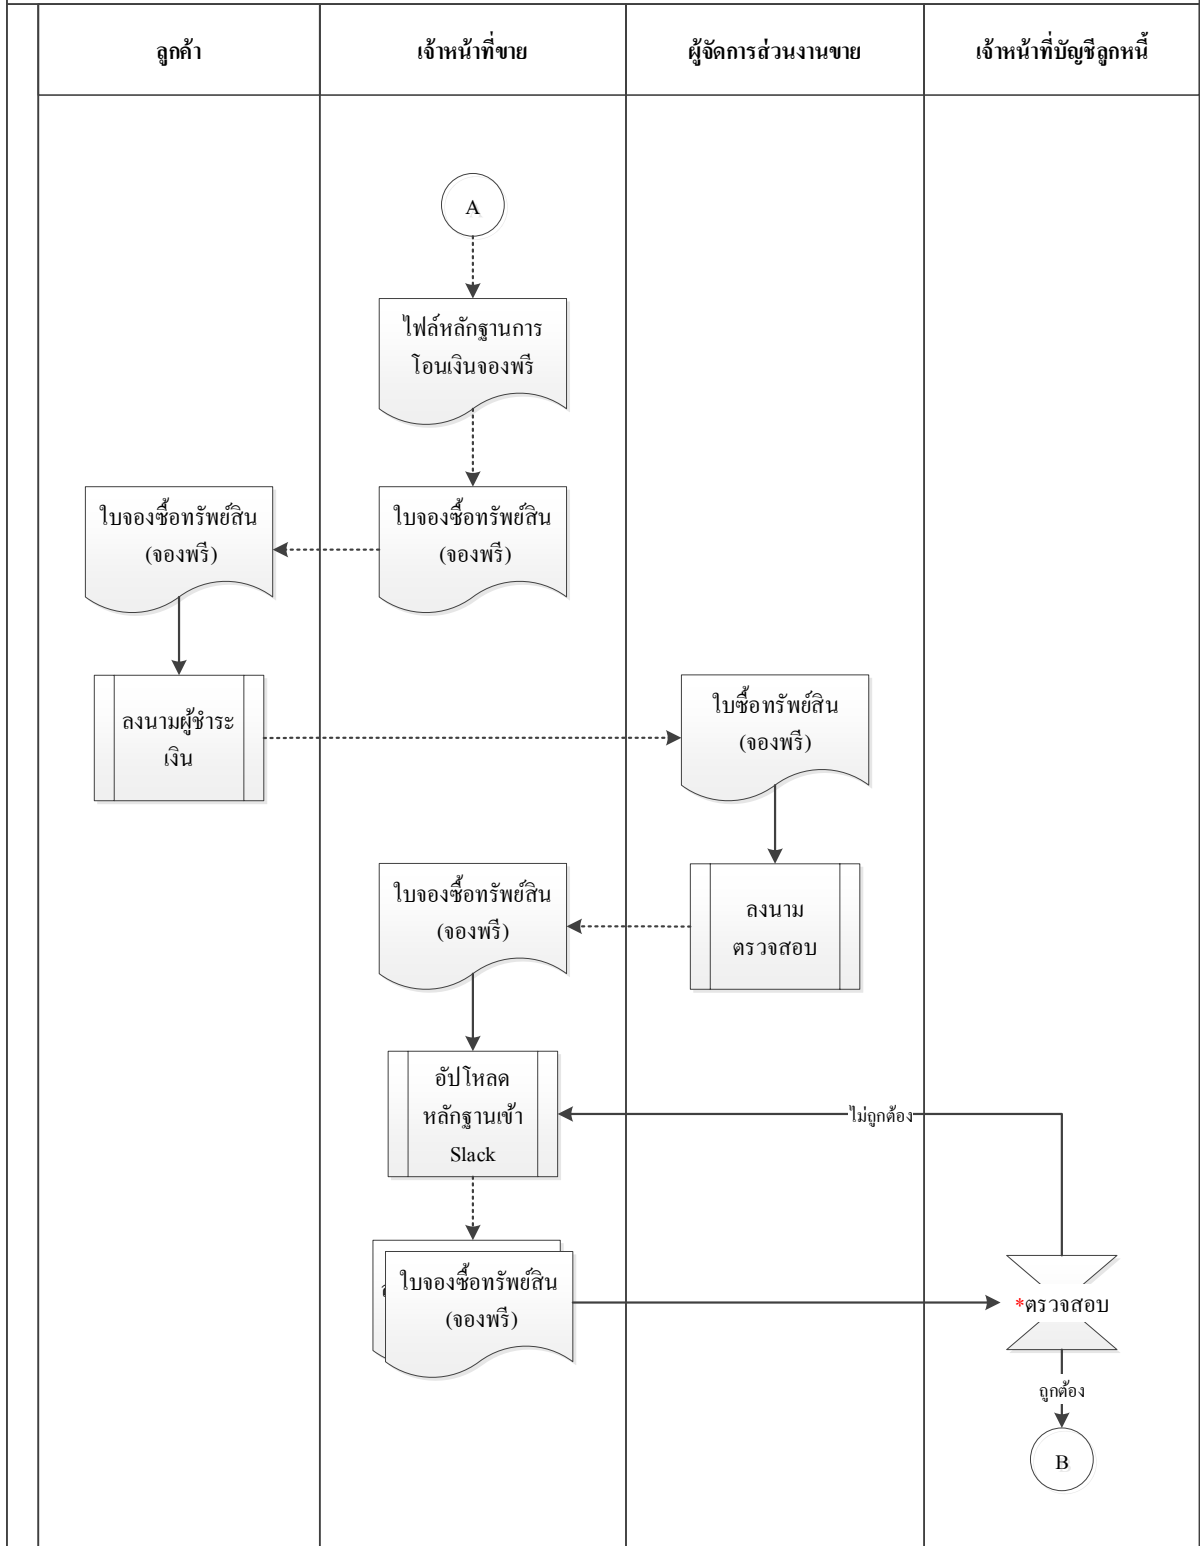 ลูกค้า
เจ้าหน้าที่ขาย
ผู้จัดการส่วนงานขาย
เจ้าหน้าที่บัญชีลูกหนี้
A
ไฟล์หลักฐานการ
โอนเงินจองพรี
ใบจองซื้อทรัพย์สิน
(จองพรี)
ใบจองซื้อทรัพย์สิน
(จองพรี)
ลงนามผู้ชำระ
เงิน
ใบซื้อทรัพย์สิน
(จองพรี)
ใบจองซื้อทรัพย์สิน
(จองพรี)
ลงนาม
ตรวจสอบ
อัปโหลด
หลักฐานเข้า
Slack
ไม่ถูกต้อง
ใบจองซื้อทรัพย์สิน
(จองพรี)
*ตรวจสอบ
ถูกต้อง
B